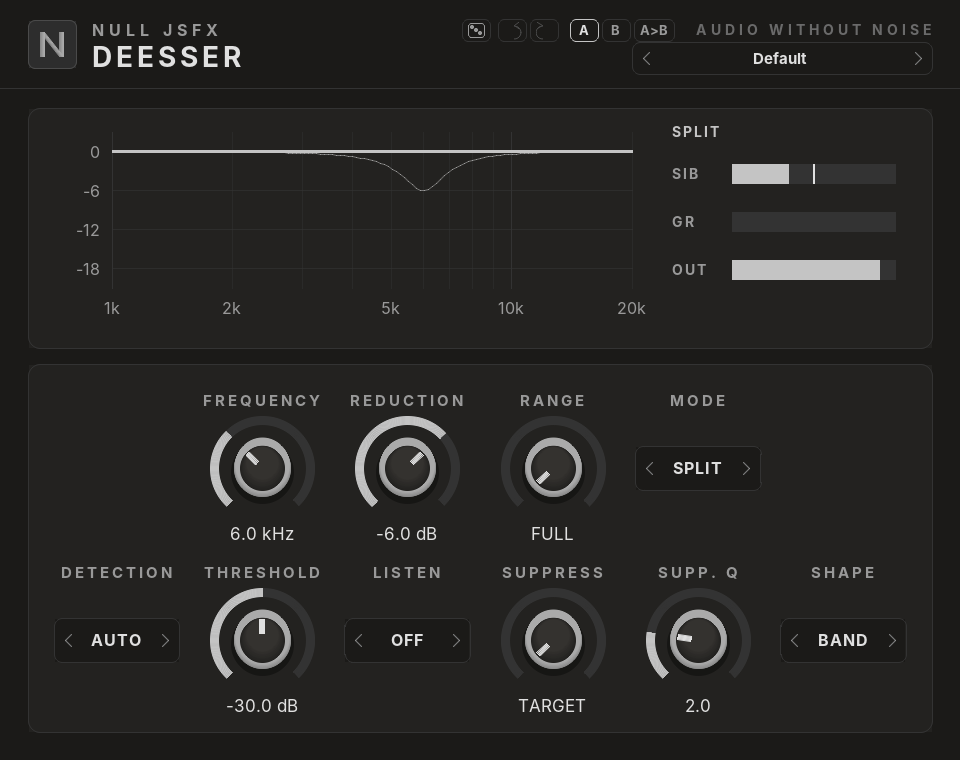 N
NULL JSFX
DEESSER
A B A>B
AUDIO WITHOUT NOISE
Default
0
-6
-12
-18
1k 2k 5k 10k 20k
SPLIT
SIB
GR
OUT
FREQUENCY REDUCTION RANGE MODE
SPLIT
6.0 kHz -6.0 dB FULL
DETECTION THRESHOLD LISTEN SUPPRESS SUPP. Q SHAPE
AUTO OFF BAND
-30.0 dB TARGET 2.0